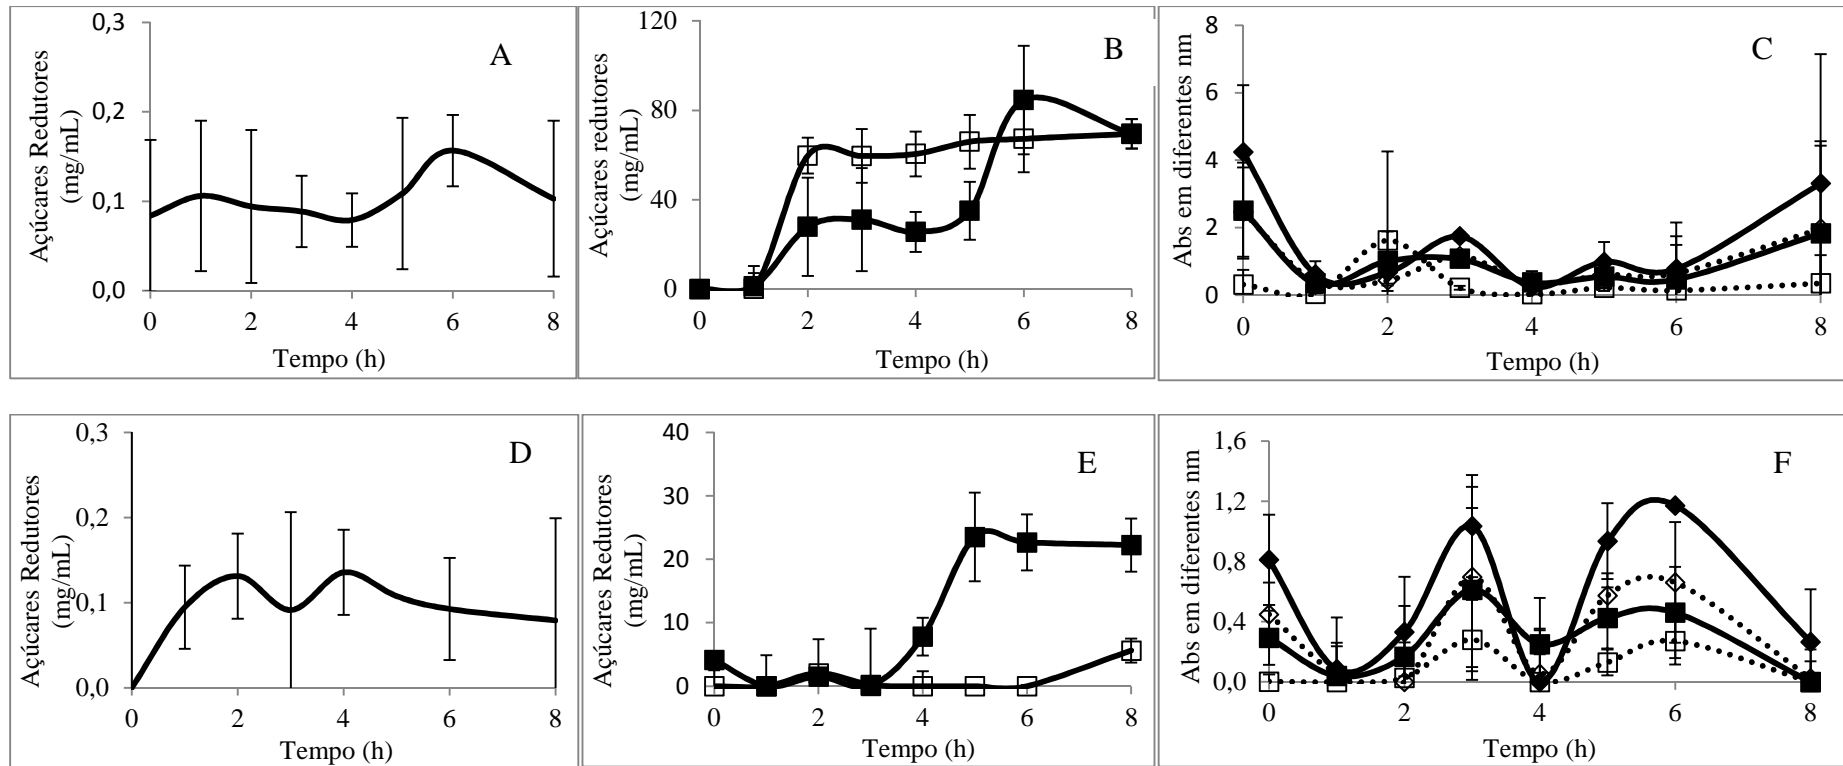 A
Açúcares Redutores
(mg/mL)
0,3
0,2
0,1
0,0
0 2 4 6 8
Tempo (h)
B
Açúcares redutores
(mg/mL)
120
80
40
0
0 2 4 6 8
Tempo (h)
C
Abs em diferentes nm
8
6
4
2
0
0 2 4 6 8
Tempo (h)
D
Açúcares Redutores
(mg/mL)
0,3
0,2
0,1
0,0
0 2 4 6 8
Tempo (h)
E
Açúcares Redutores
(mg/mL)
40
30
20
10
0
0 2 4 6 8
Tempo (h)
F
Abs em diferentes nm
1,6
1,2
0,8
0,4
0,0
0 2 4 6 8
Tempo (h)